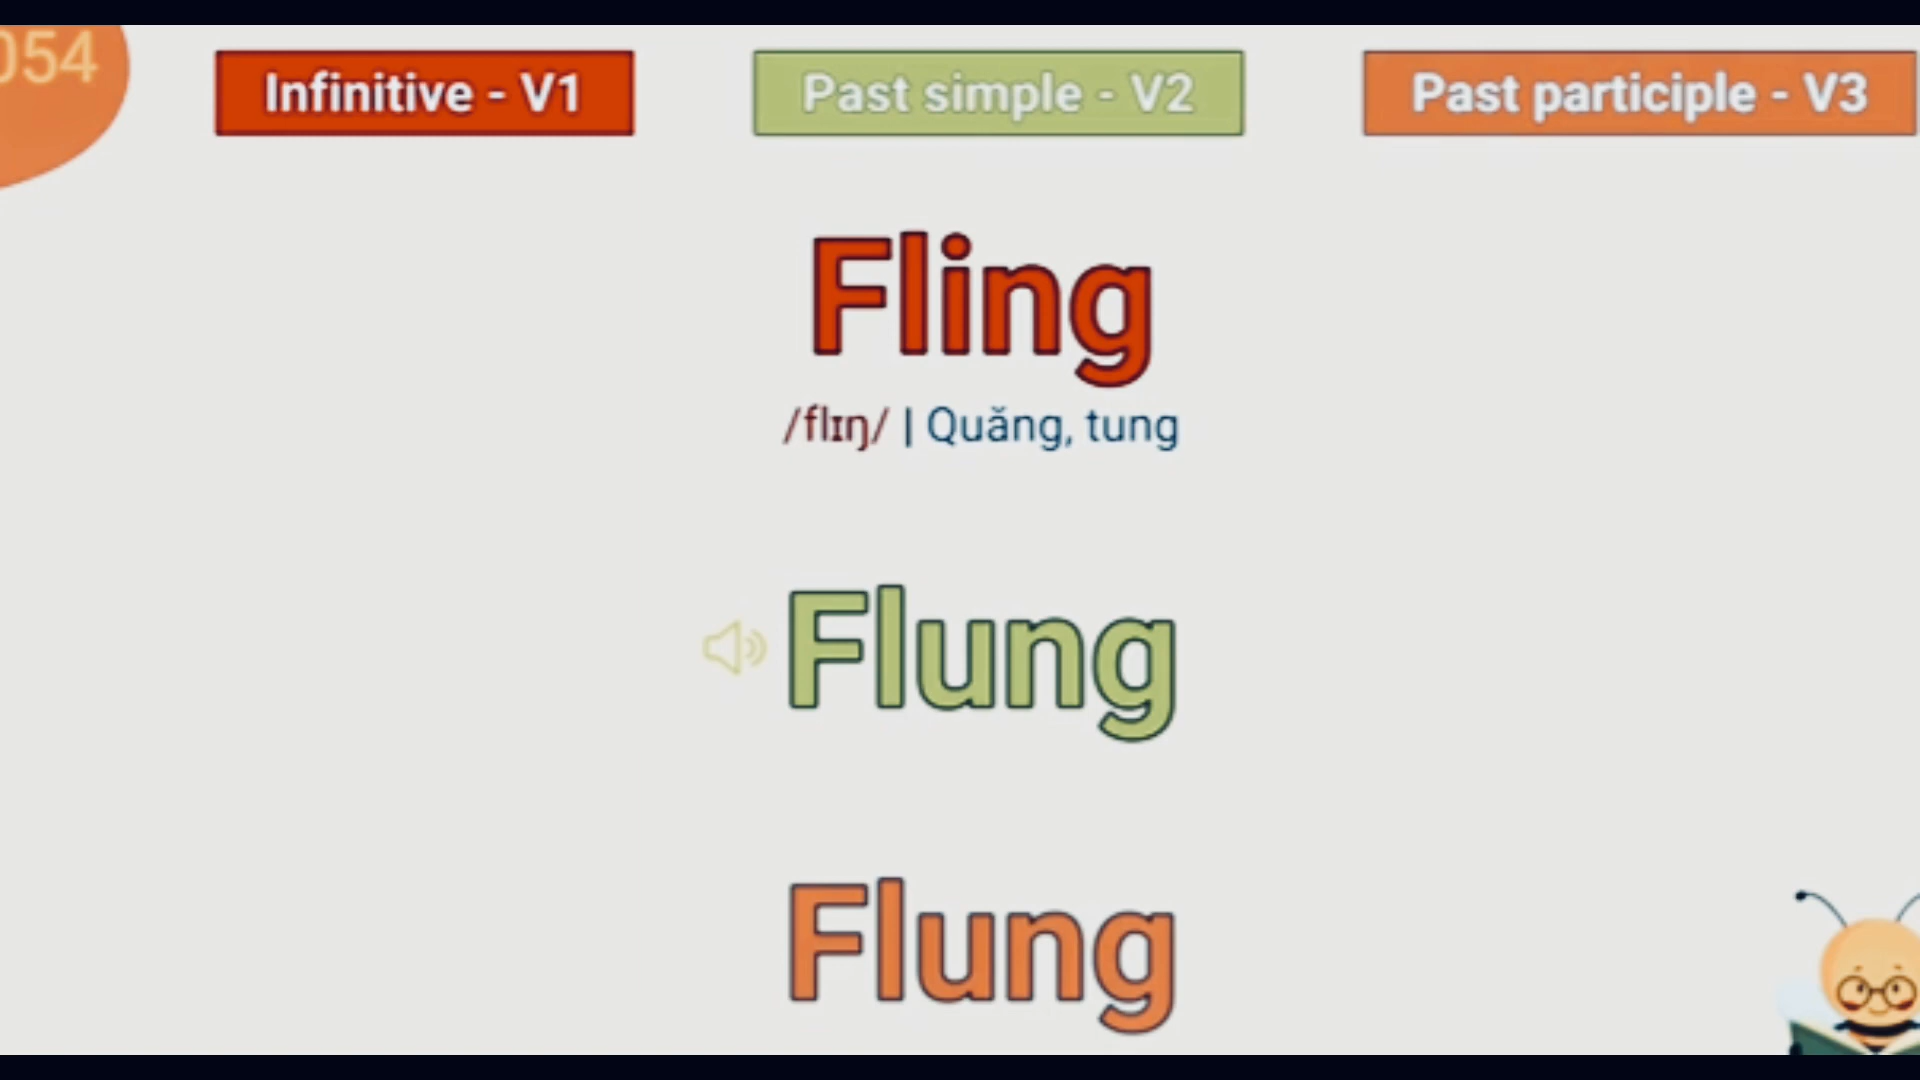 054
Infinitive - V1
Past simple - V2
Past participle - V3
Fling
/flɪŋ/ | Quăng, tung
Flung
Flung